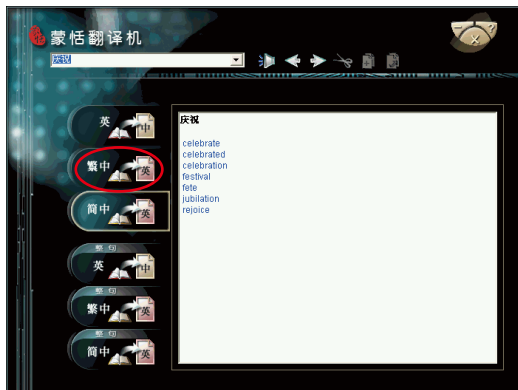 蒙恬翻译机
庆祝
英 中
繁中 英
简中 英
整句
英 中
整句
繁中 英
整句
简中 英
庆祝
celebrate
celebrated
celebration
festival
fete
jubilation
rejoice